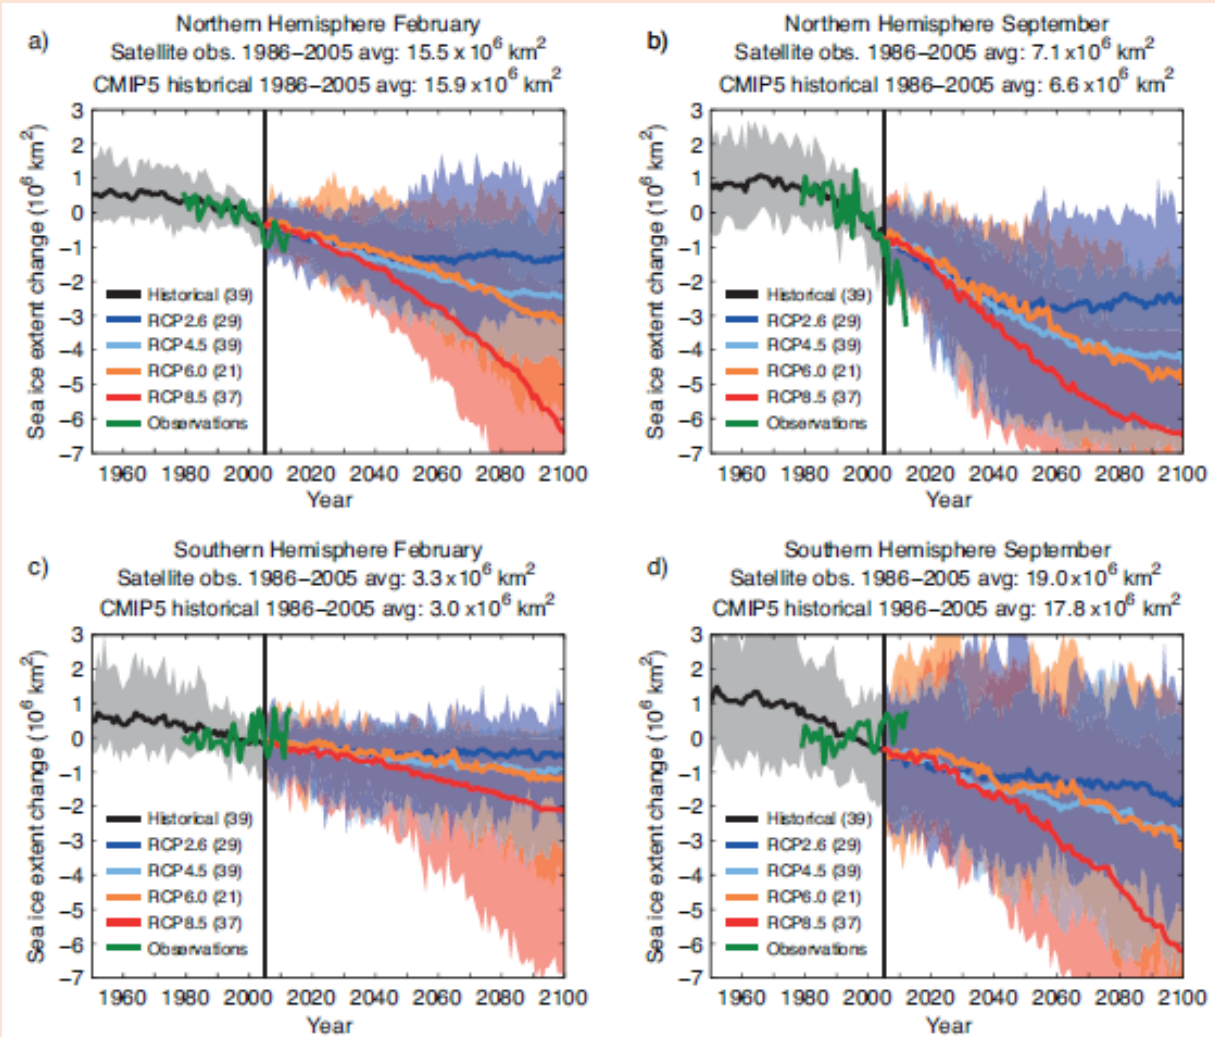 a)
Northern Hemisphere February
Satellite obs. 1986–2005 avg: 15.5 x 10⁶ km²
CMIP5 historical 1986–2005 avg: 15.9 x10⁶ km²
Sea ice extent change (10⁶ km²)
3
2
1
0
−1
−2
−3
−4
−5
−6
−7
Historical (39)
RCP2.6 (29)
RCP4.5 (39)
RCP6.0 (21)
RCP8.5 (37)
Observations
1960 1980 2000 2020 2040 2060 2080 2100
Year
b)
Northern Hemisphere September
Satellite obs. 1986–2005 avg: 7.1 x10⁶ km²
CMIP5 historical 1986–2005 avg: 6.6 x10⁶ km²
Sea ice extent change (10⁶ km²)
3
2
1
0
−1
−2
−3
−4
−5
−6
−7
Historical (39)
RCP2.6 (29)
RCP4.5 (39)
RCP6.0 (21)
RCP8.5 (37)
Observations
1960 1980 2000 2020 2040 2060 2080 2100
Year
c)
Southern Hemisphere February
Satellite obs. 1986–2005 avg: 3.3 x10⁶ km²
CMIP5 historical 1986–2005 avg: 3.0 x10⁶ km²
Sea ice extent change (10⁶ km²)
3
2
1
0
−1
−2
−3
−4
−5
−6
−7
Historical (39)
RCP2.6 (29)
RCP4.5 (39)
RCP6.0 (21)
RCP8.5 (37)
Observations
1960 1980 2000 2020 2040 2060 2080 2100
Year
d)
Southern Hemisphere September
Satellite obs. 1986–2005 avg: 19.0 x10⁶ km²
CMIP5 historical 1986–2005 avg: 17.8 x10⁶ km²
Sea ice extent change (10⁶ km²)
3
2
1
0
−1
−2
−3
−4
−5
−6
−7
Historical (39)
RCP2.6 (29)
RCP4.5 (39)
RCP6.0 (21)
RCP8.5 (37)
Observations
1960 1980 2000 2020 2040 2060 2080 2100
Year